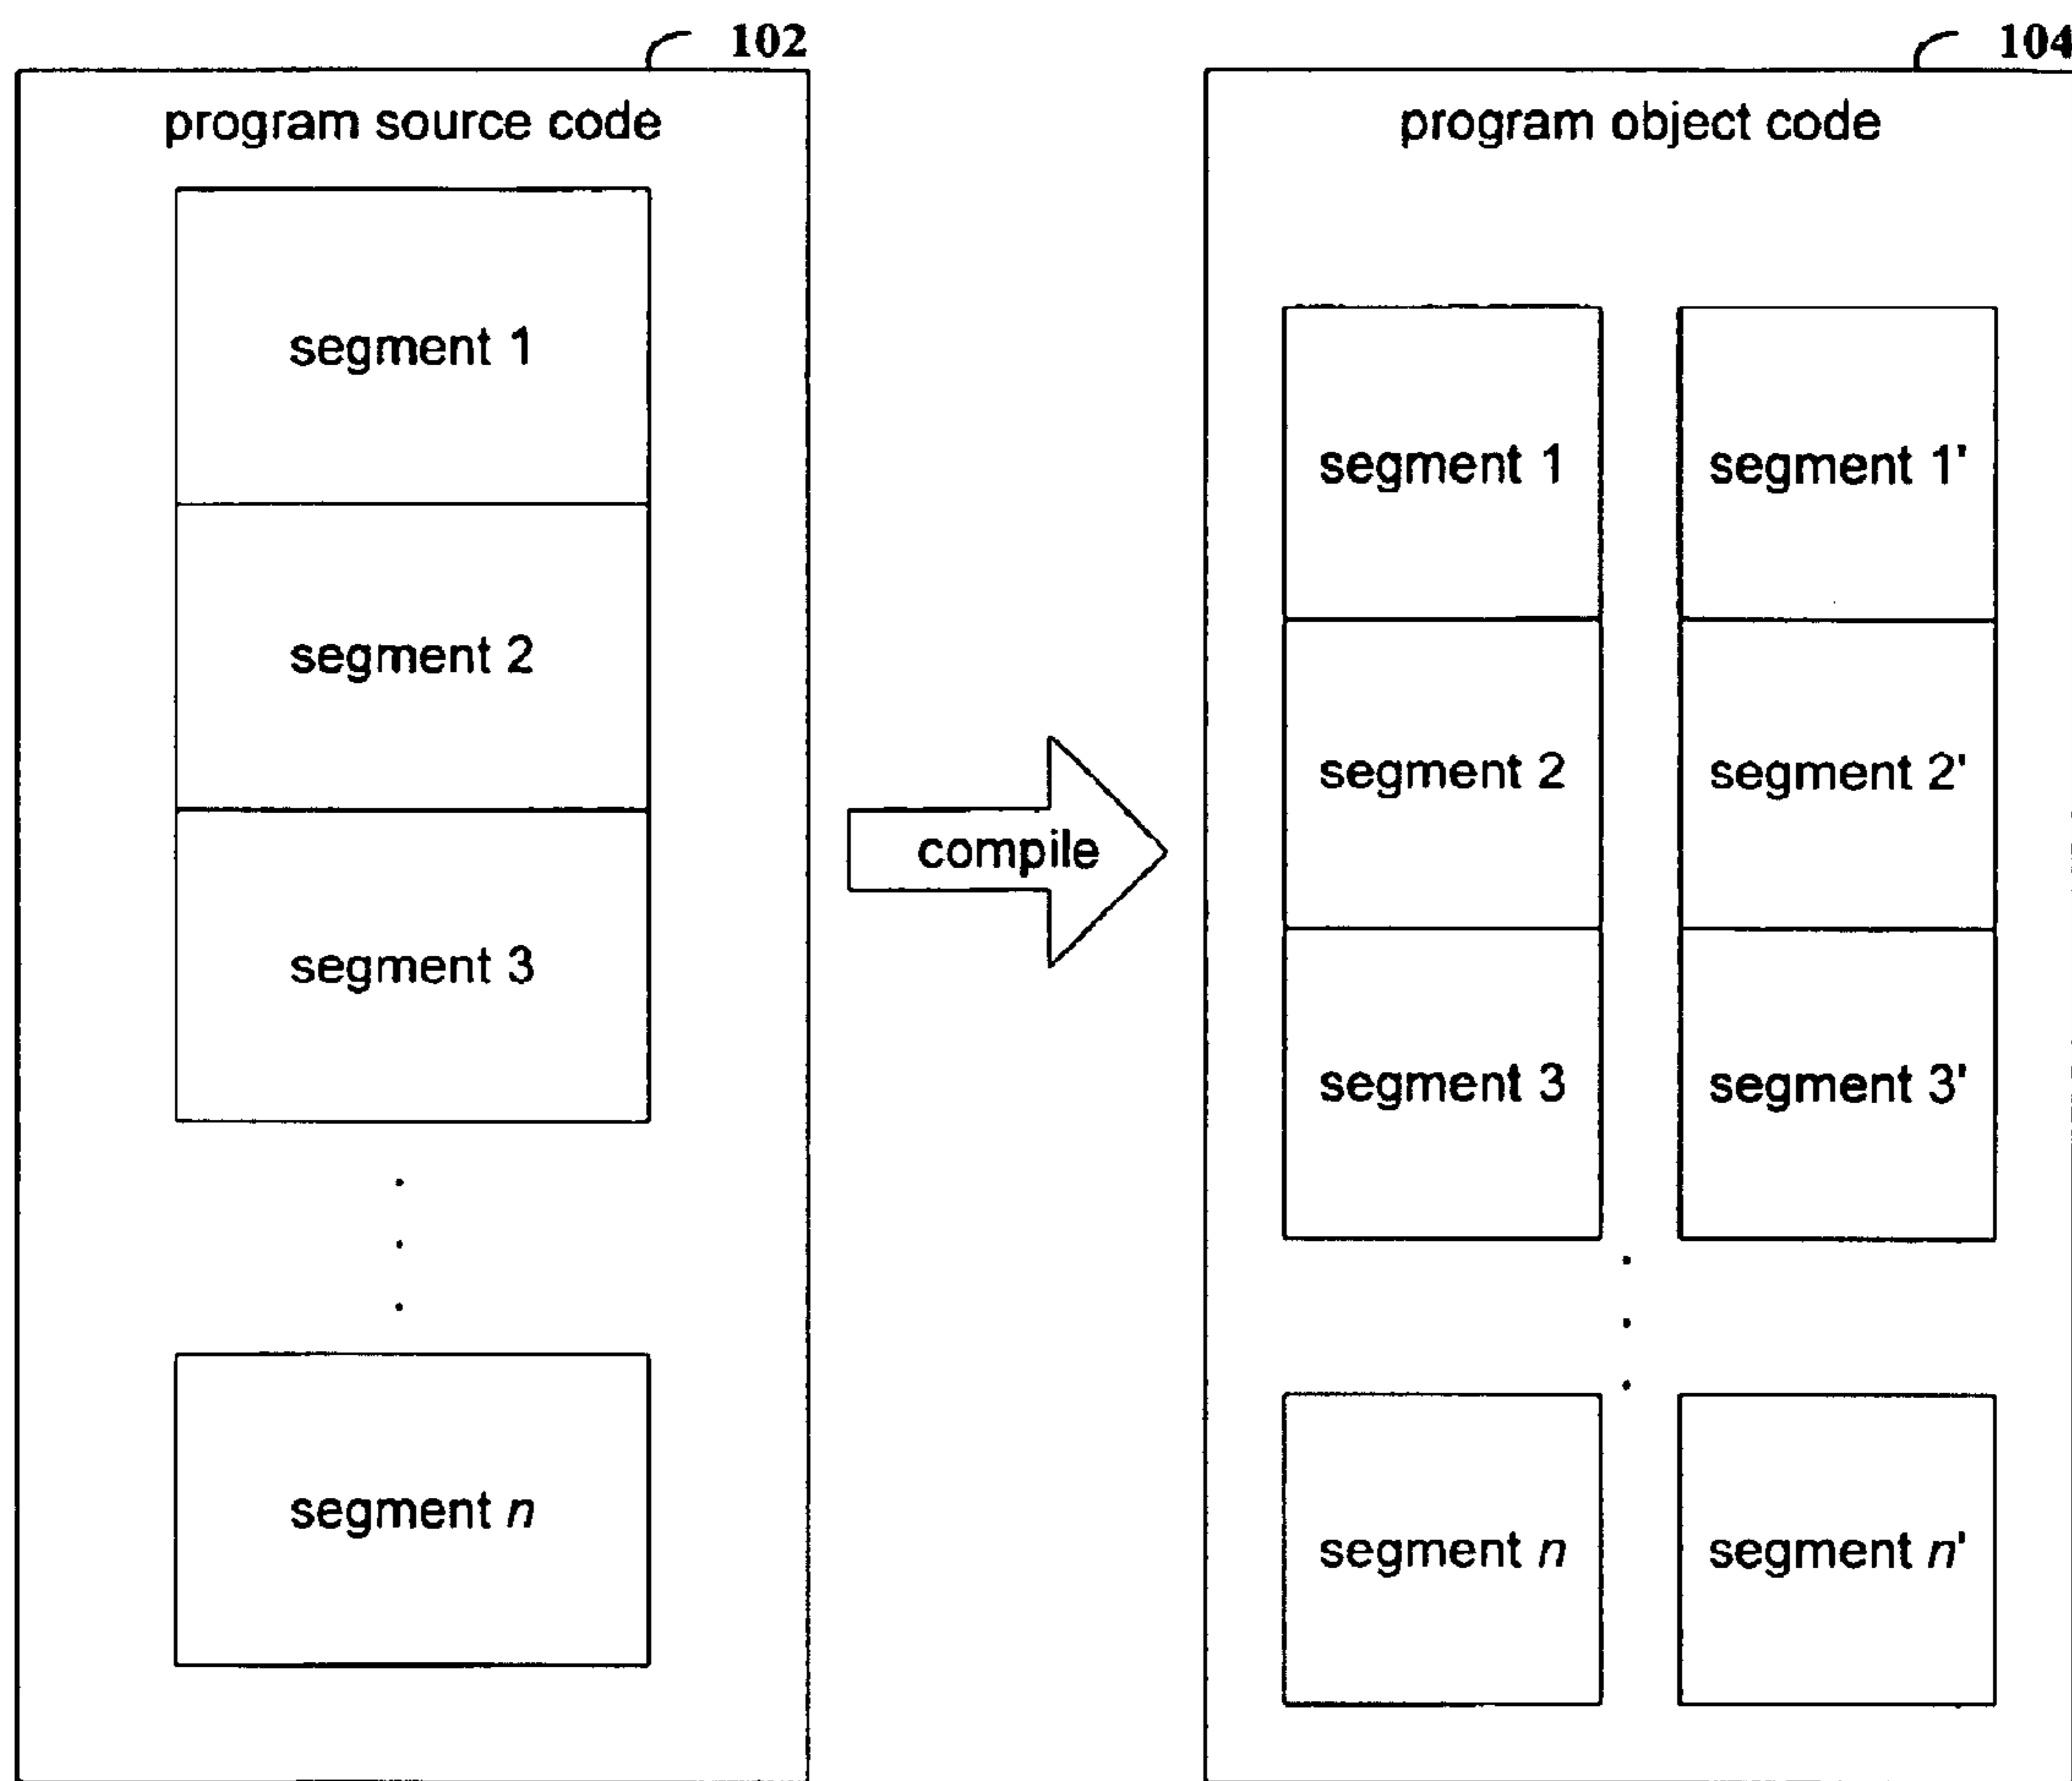 102
program source code
segment 1
segment 2
segment 3
segment n
compile
104
program object code
segment 1 segment 1'
segment 2 segment 2'
segment 3 segment 3'
segment n segment n'